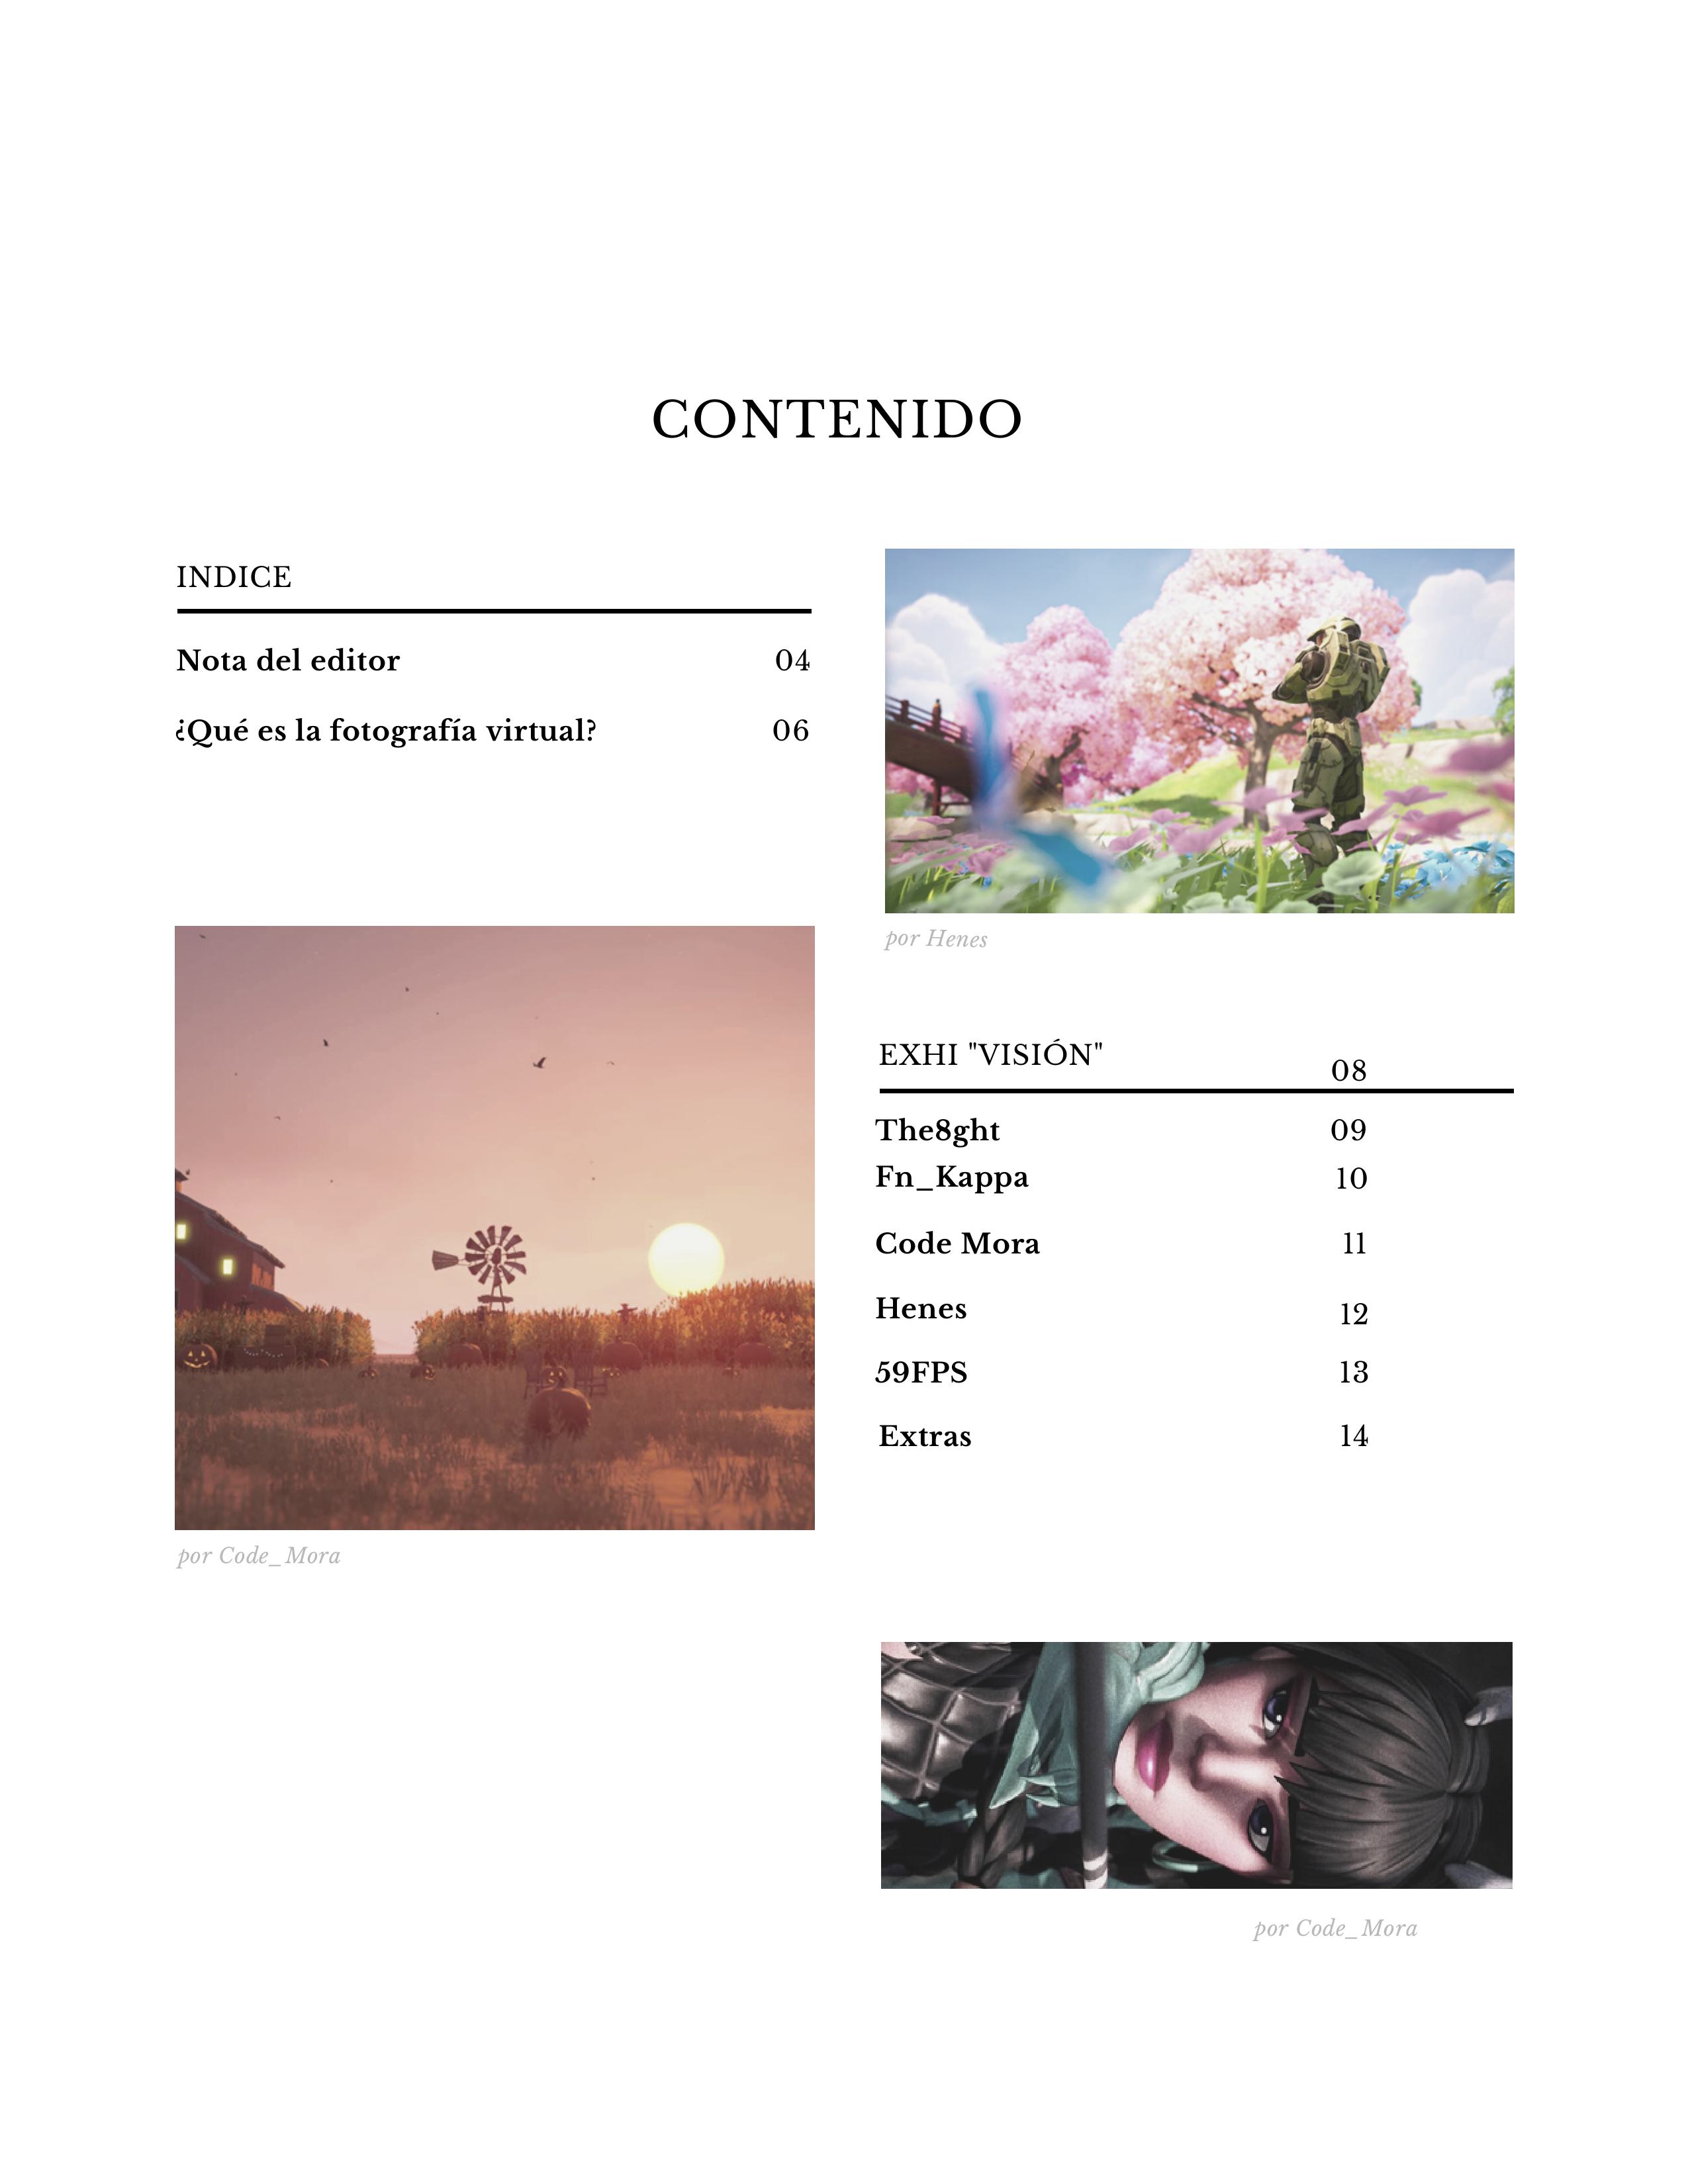 CONTENIDO
INDICE
Nota del editor 04
¿Qué es la fotografía virtual? 06
por Code_Mora
por Henes
EXHI "VISIÓN" 08
The8ght 09
Fn_Kappa 10
Code Mora 11
Henes 12
59FPS 13
Extras 14
por Code_Mora